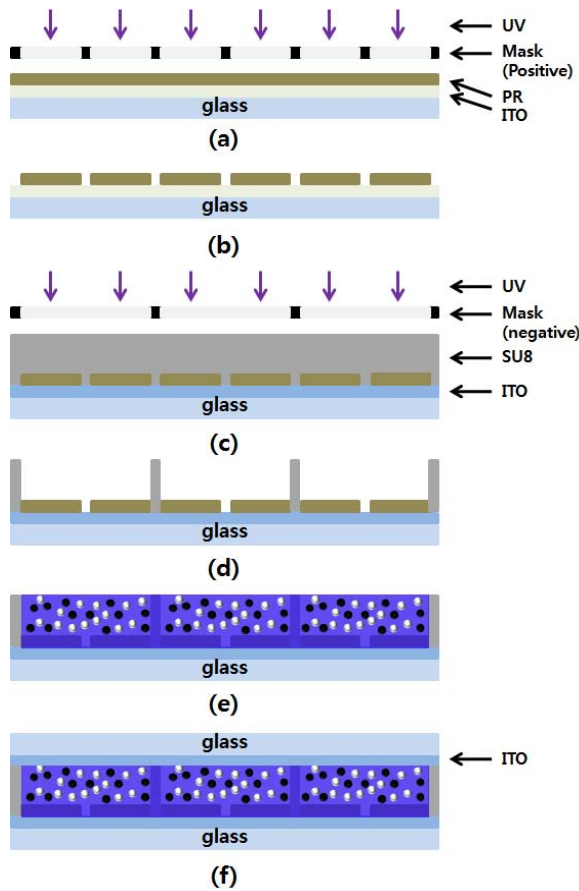 UV
Mask
(Positive)
PR
ITO
glass
(a)
glass
(b)
UV
Mask
(negative)
SU8
ITO
glass
(c)
glass
(d)
glass
(e)
glass
ITO
glass
(f)